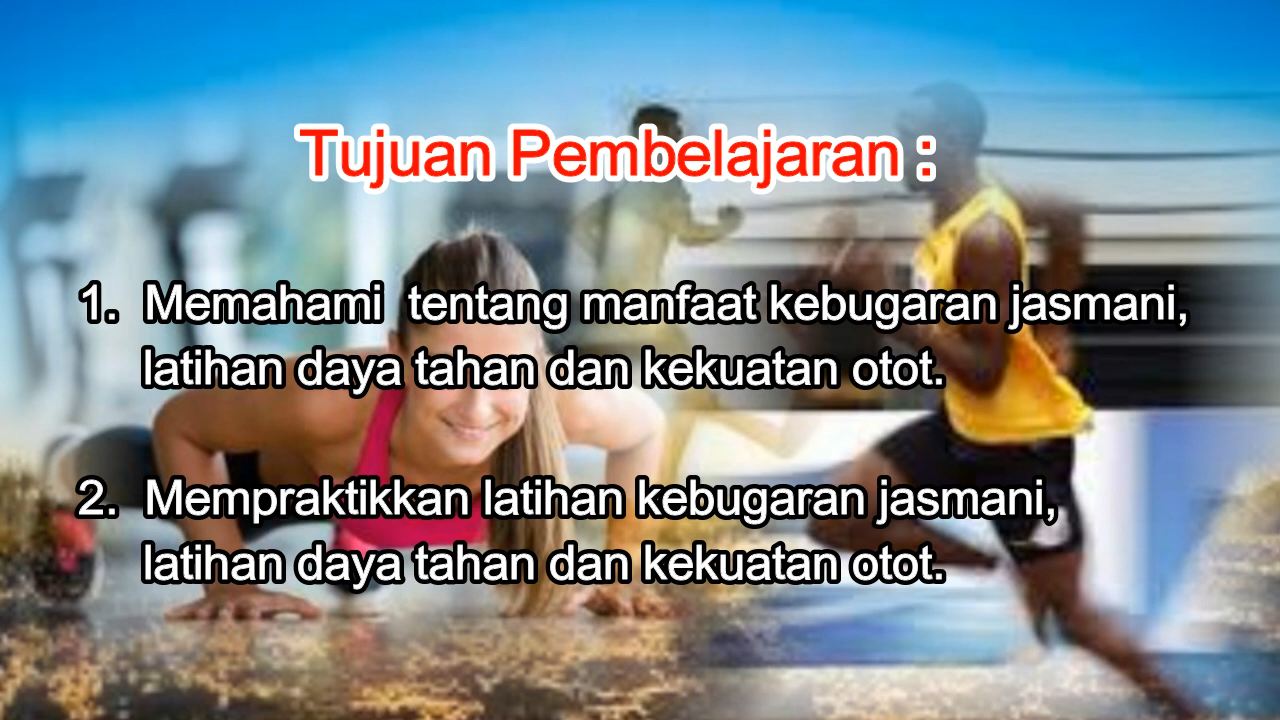 Tujuan Pembelajaran :
1. Memahami tentang manfaat kebugaran jasmani,
latihan daya tahan dan kekuatan otot.
2. Mempraktikkan latihan kebugaran jasmani,
latihan daya tahan dan kekuatan otot.